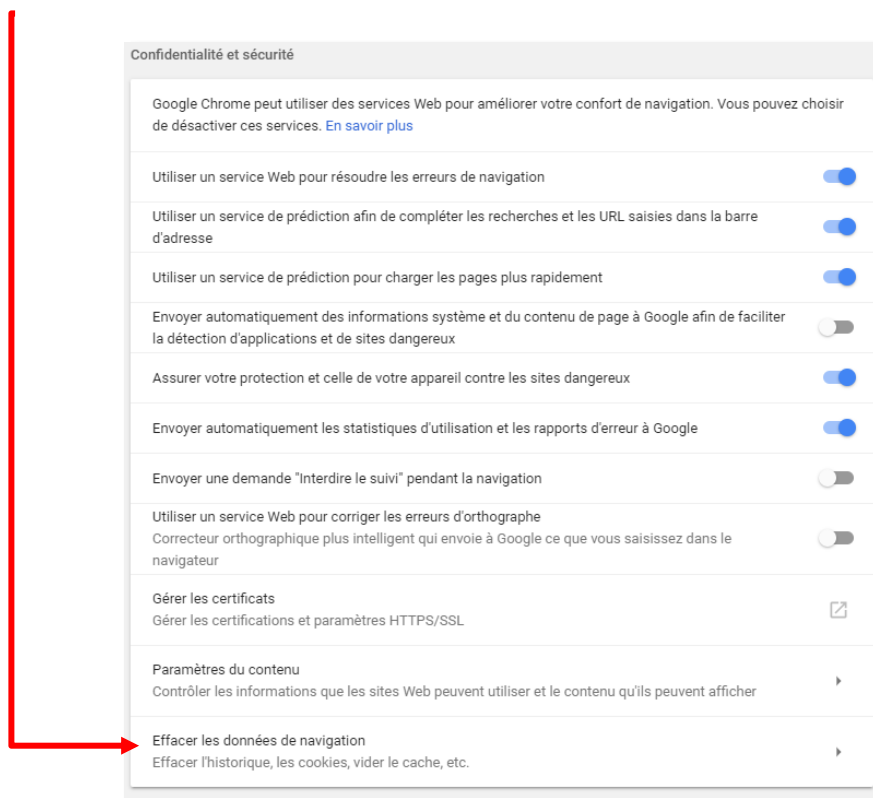 Confidentialité et sécurité
Google Chrome peut utiliser des services Web pour améliorer votre confort de navigation. Vous pouvez choisir
de désactiver ces services. En savoir plus
Utiliser un service Web pour résoudre les erreurs de navigation
Utiliser un service de prédiction afin de compléter les recherches et les URL saisies dans la barre
d'adresse
Utiliser un service de prédiction pour charger les pages plus rapidement
Envoyer automatiquement des informations système et du contenu de page à Google afin de faciliter
la détection d'applications et de sites dangereux
Assurer votre protection et celle de votre appareil contre les sites dangereux
Envoyer automatiquement les statistiques d'utilisation et les rapports d'erreur à Google
Envoyer une demande "Interdire le suivi" pendant la navigation
Utiliser un service Web pour corriger les erreurs d'orthographe
Correcteur orthographique plus intelligent qui envoie à Google ce que vous saisissez dans le
navigateur
Gérer les certificats
Gérer les certifications et paramètres HTTPS/SSL
Paramètres du contenu
Contrôler les informations que les sites Web peuvent utiliser et le contenu qu'ils peuvent afficher
Effacer les données de navigation
Effacer l'historique, les cookies, vider le cache, etc.